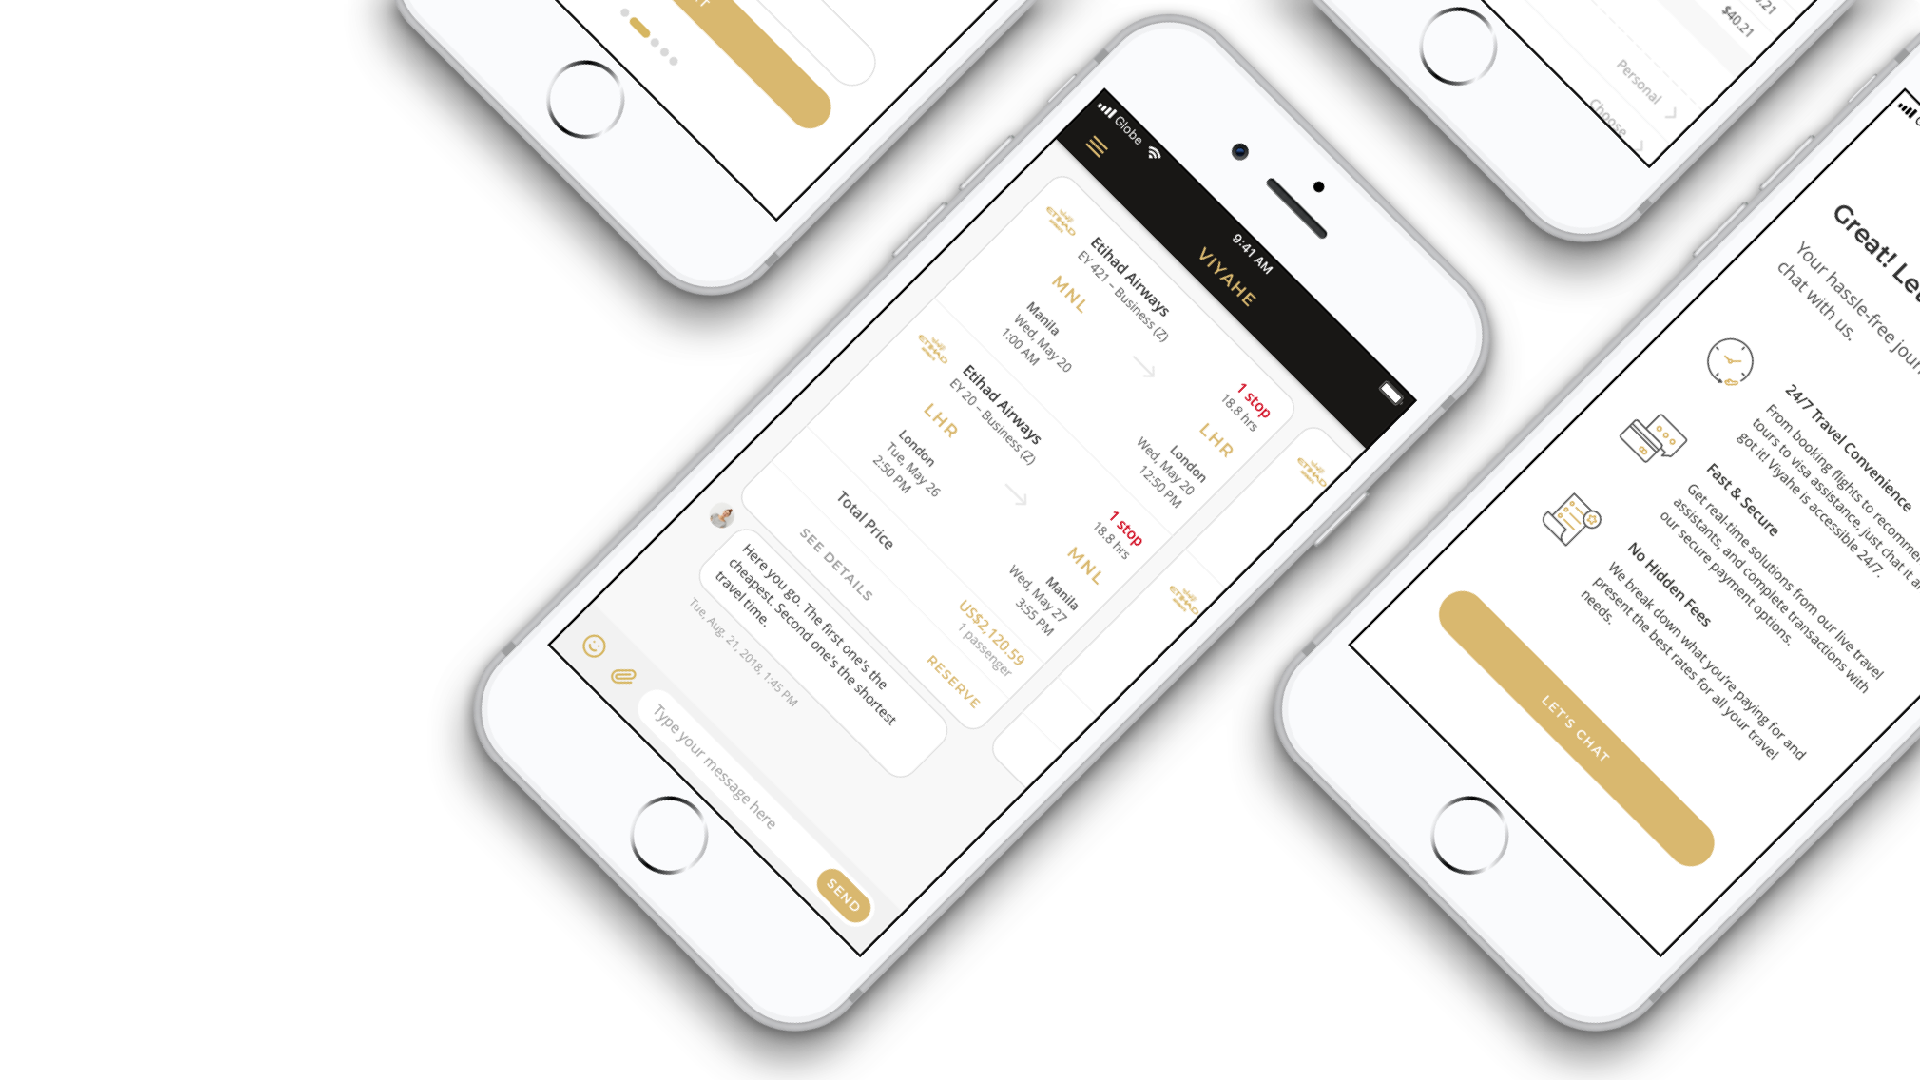 $40.21
Personal
Choose
Globe
9:41 AM
VIYAHE
ETIHAD
Etihad Airways
EY 421 – Business (Z)
1 stop
18.8 hrs
MNL
LHR
Manila
Wed, May 20
1:00 AM
London
Wed, May 20
12:50 PM
ETIHAD
Etihad Airways
EY 20 – Business (Z)
1 stop
18.8 hrs
LHR
MNL
London
Tue, May 26
2:50 PM
Manila
Wed, May 27
3:55 PM
Total Price
US$2,120.59
1 passenger
SEE DETAILS
RESERVE
ETIHAD
ETIHAD
Here you go. The first one's the
cheapest. Second one's the shortest
travel time.
Tue, Aug. 21, 2018, 1:45 PM
Type your message here
SEND
Great!
Your hassle-free
chat with us.
24/7 Travel Convenience
From booking flights to
tours to visa assistance, just chat it
got it! Viyahe is accessible 24/7.
Fast & Secure
Get real-time solutions from our live travel
assistants, and complete transactions with
our secure payment options.
No Hidden Fees
We break down what you're paying for and
present the best rates for all your travel
needs.
LET'S CHAT